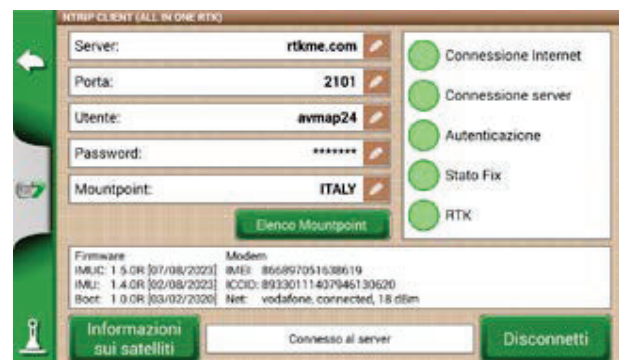 NTRIP CLIENT (ALL IN ONE RTK)
Server: rtkme.com
Porta: 2101
Utente: avmap24
Password: *******
Mountpoint: ITALY
Elenco Mountpoint
Connessione Internet
Connessione server
Autenticazione
Stato Fix
RTK
Firmware Modem
IMUC: 1.5.0R [07/08/2023] IMEI: 866897051638619
IMU: 1.4.0R [02/08/2023] ICCID: 89330111407946130620
Boot: 1.0.0R [03/02/2020] Net: vodafone, connected, 18 dBm
Informazioni sui satelliti
Connesso al server
Disconnetti